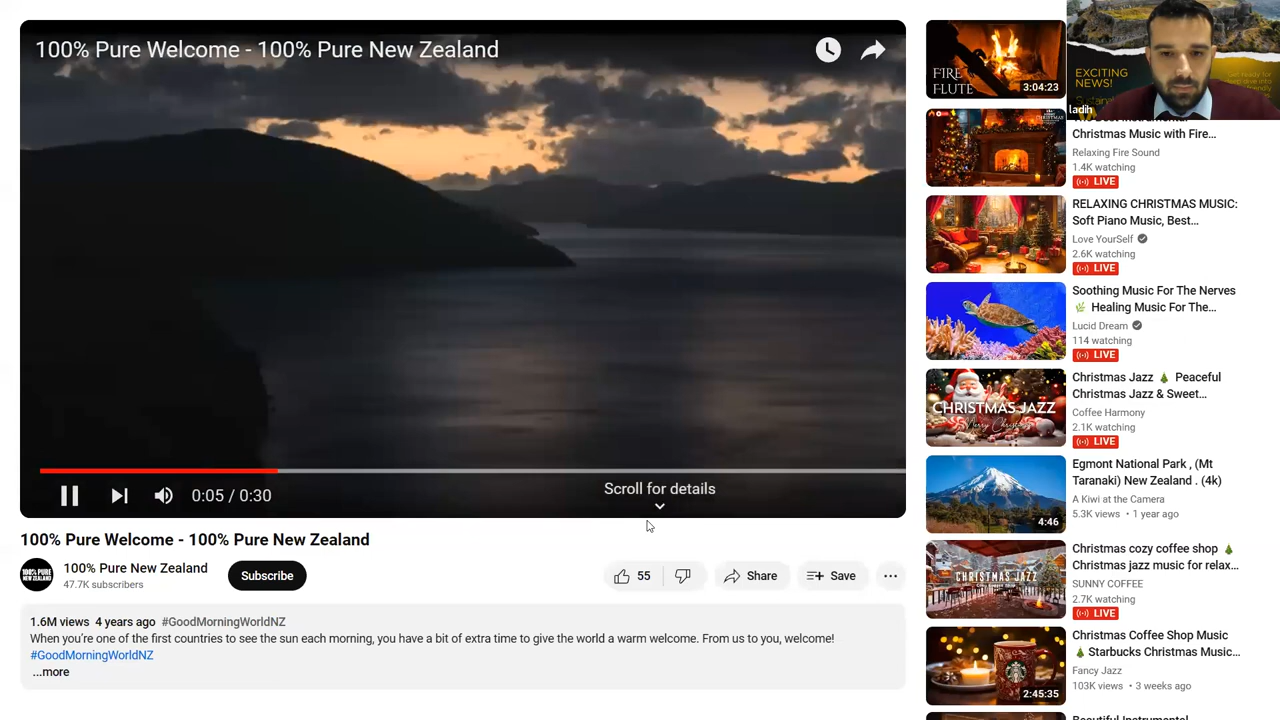 100% Pure Welcome - 100% Pure New Zealand
0:05 / 0:30
Scroll for details
100% Pure Welcome - 100% Pure New Zealand
100% PURE
NEW ZEALAND
100% Pure New Zealand
47.7K subscribers
Subscribe
55
Share
Save
1.6M views 4 years ago #GoodMorningWorldNZ
When you're one of the first countries to see the sun each morning, you have a bit of extra time to give the world a warm welcome. From us to you, welcome!
#GoodMorningWorldNZ
...more
FIRE
FLUTE
3:04:23
EXCITING
NEWS!
ladih
Christmas Music with Fire...
Relaxing Fire Sound
1.4K watching
LIVE
RELAXING CHRISTMAS MUSIC:
Soft Piano Music, Best...
Love YourSelf
2.6K watching
LIVE
Soothing Music For The Nerves
Healing Music For The...
Lucid Dream
114 watching
LIVE
CHRISTMAS JAZZ
Merry Christmas
Christmas Jazz 🎄 Peaceful
Christmas Jazz & Sweet...
Coffee Harmony
2.1K watching
LIVE
4:46
Egmont National Park , (Mt
Taranaki) New Zealand . (4k)
A Kiwi at the Camera
5.3K views • 1 year ago
CHRISTMAS JAZZ
Christmas cozy coffee shop 🎄
Christmas jazz music for relax...
SUNNY COFFEE
2.7K watching
LIVE
2:45:35
Christmas Coffee Shop Music
🎄 Starbucks Christmas Music...
Fancy Jazz
103K views • 3 weeks ago
Beautiful Instrumental